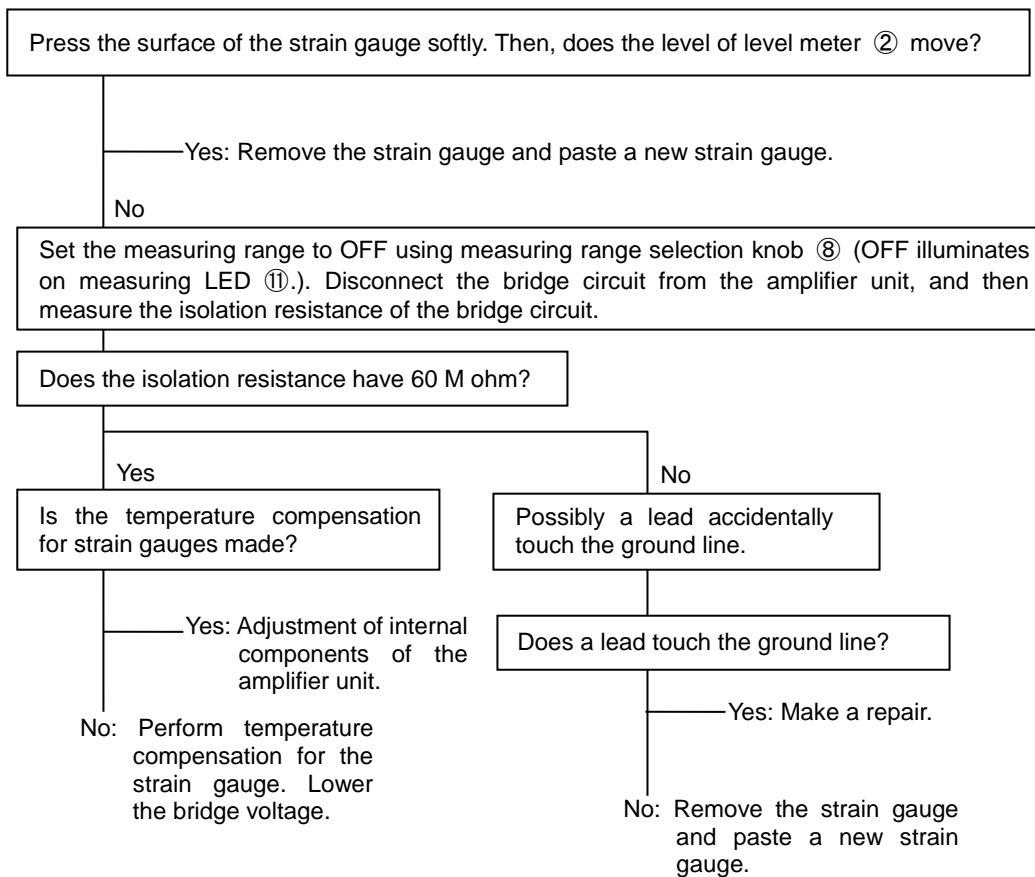 Press the surface of the strain gauge softly. Then, does the level of level meter ② move?
Yes: Remove the strain gauge and paste a new strain gauge.
No
Set the measuring range to OFF using measuring range selection knob ⑧ (OFF illuminates
on measuring LED ⑪.). Disconnect the bridge circuit from the amplifier unit, and then
measure the isolation resistance of the bridge circuit.
Does the isolation resistance have 60 M ohm?
Yes
Is the temperature compensation
for strain gauges made?
Yes: Adjustment of internal
components of the
amplifier unit.
No: Perform temperature
compensation for the
strain gauge. Lower
the bridge voltage.
No
Possibly a lead accidentally
touch the ground line.
Does a lead touch the ground line?
Yes: Make a repair.
No: Remove the strain gauge
and paste a new strain
gauge.